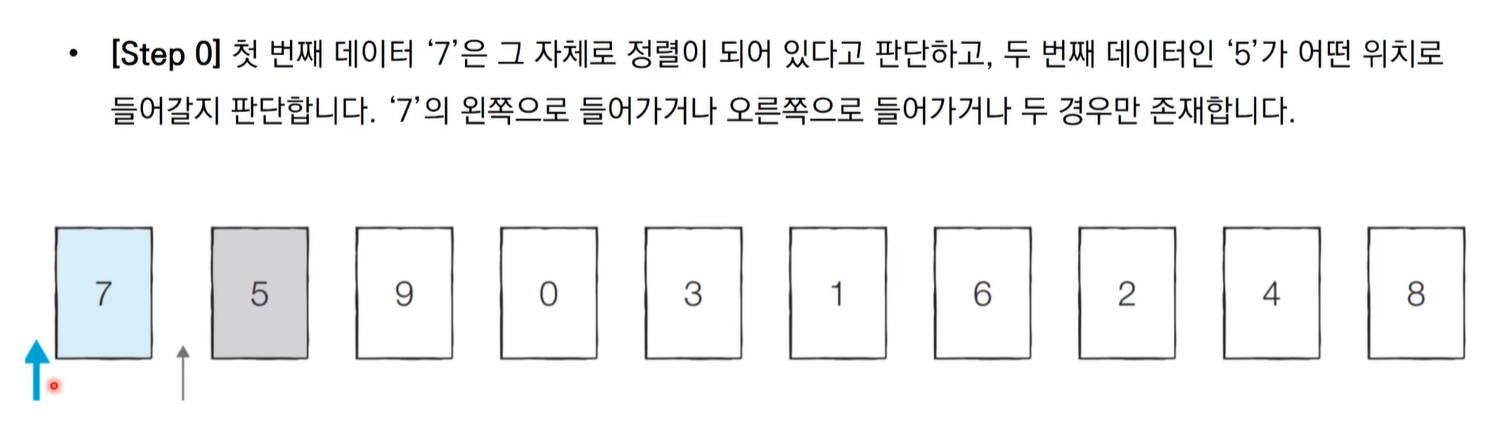 • [Step 0] 첫 번째 데이터 ‘7’은 그 자체로 정렬이 되어 있다고 판단하고, 두 번째 데이터인 ‘5’가 어떤 위치로
들어갈지 판단합니다. ‘7’의 왼쪽으로 들어가거나 오른쪽으로 들어가거나 두 경우만 존재합니다.
7 5 9 0 3 1 6 2 4 8